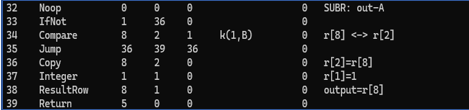 32 Noop 0 0 0 0 SUBR: out-A
33 IfNot 1 36 0 0
34 Compare 8 2 1 k(1,B) 0 r[8] <-> r[2]
35 Jump 36 39 36 0
36 Copy 8 2 0 0 r[2]=r[8]
37 Integer 1 1 0 0 r[1]=1
38 ResultRow 8 1 0 0 output=r[8]
39 Return 5 0 0 0